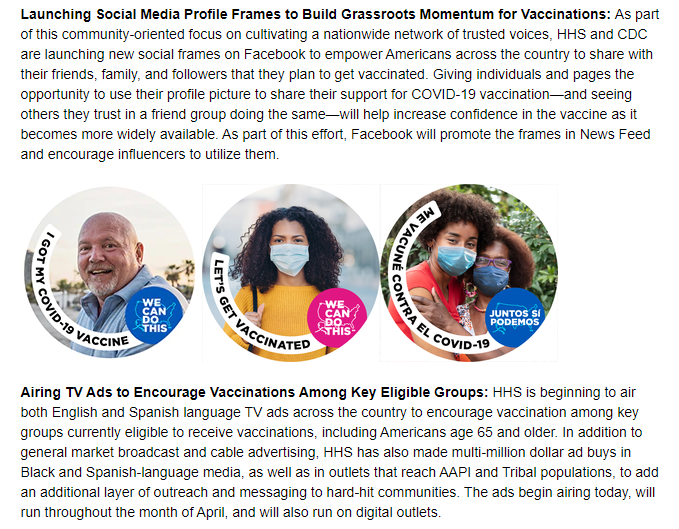 Launching Social Media Profile Frames to Build Grassroots Momentum for Vaccinations: As part
of this community-oriented focus on cultivating a nationwide network of trusted voices, HHS and CDC
are launching new social frames on Facebook to empower Americans across the country to share with
their friends, family, and followers that they plan to get vaccinated. Giving individuals and pages the
opportunity to use their profile picture to share their support for COVID-19 vaccination—and seeing
others they trust in a friend group doing the same—will help increase confidence in the vaccine as it
becomes more widely available. As part of this effort, Facebook will promote the frames in News Feed
and encourage influencers to utilize them.
I GOT MY COVID-19 VACCINE
WE
CAN
DO
THIS
LET'S GET VACCINATED
WE
CAN
DO
THIS
ME VACUNÉ CONTRA EL COVID-19
JUNTOS SÍ
PODEMOS
Airing TV Ads to Encourage Vaccinations Among Key Eligible Groups: HHS is beginning to air
both English and Spanish language TV ads across the country to encourage vaccination among key
groups currently eligible to receive vaccinations, including Americans age 65 and older. In addition to
general market broadcast and cable advertising, HHS has also made multi-million dollar ad buys in
Black and Spanish-language media, as well as in outlets that reach AAPI and Tribal populations, to add
an additional layer of outreach and messaging to hard-hit communities. The ads begin airing today, will
run throughout the month of April, and will also run on digital outlets.